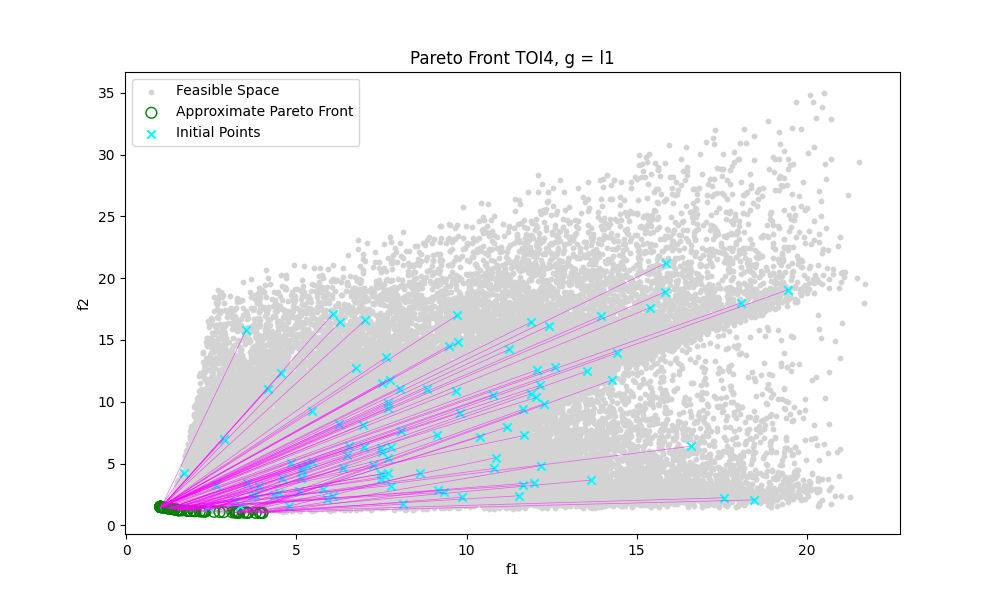 Pareto Front TOI4, g = l1
Feasible Space
Approximate Pareto Front
Initial Points
f2
35
30
25
20
15
10
5
0
0 5 10 15 20
f1